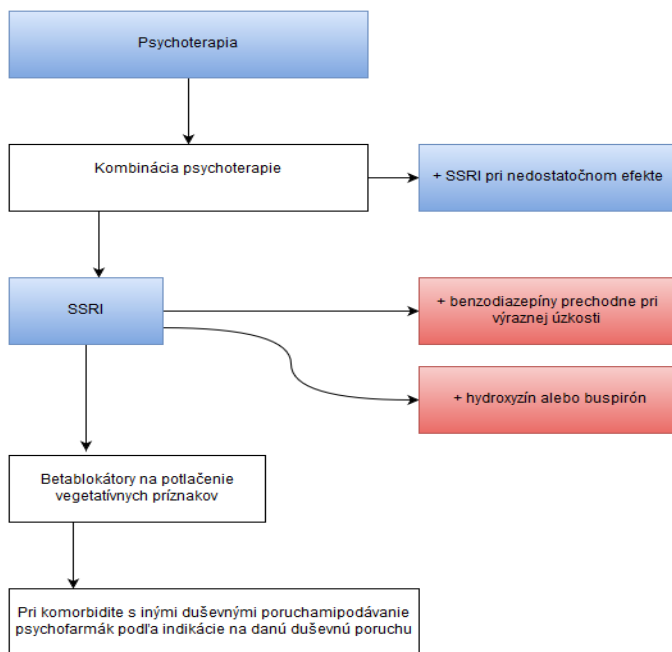 Psychoterapia
Kombinácia psychoterapie
+ SSRI pri nedostatočnom efekte
SSRI
+ benzodiazepíny prechodne pri
výraznej úzkosti
+ hydroxyzín alebo buspirón
Betablokátory na potlačenie
vegetatívnych príznakov
Pri komorbidite s inými duševnými poruchamipodávanie
psychofarmák podľa indikácie na danú duševnú poruchu